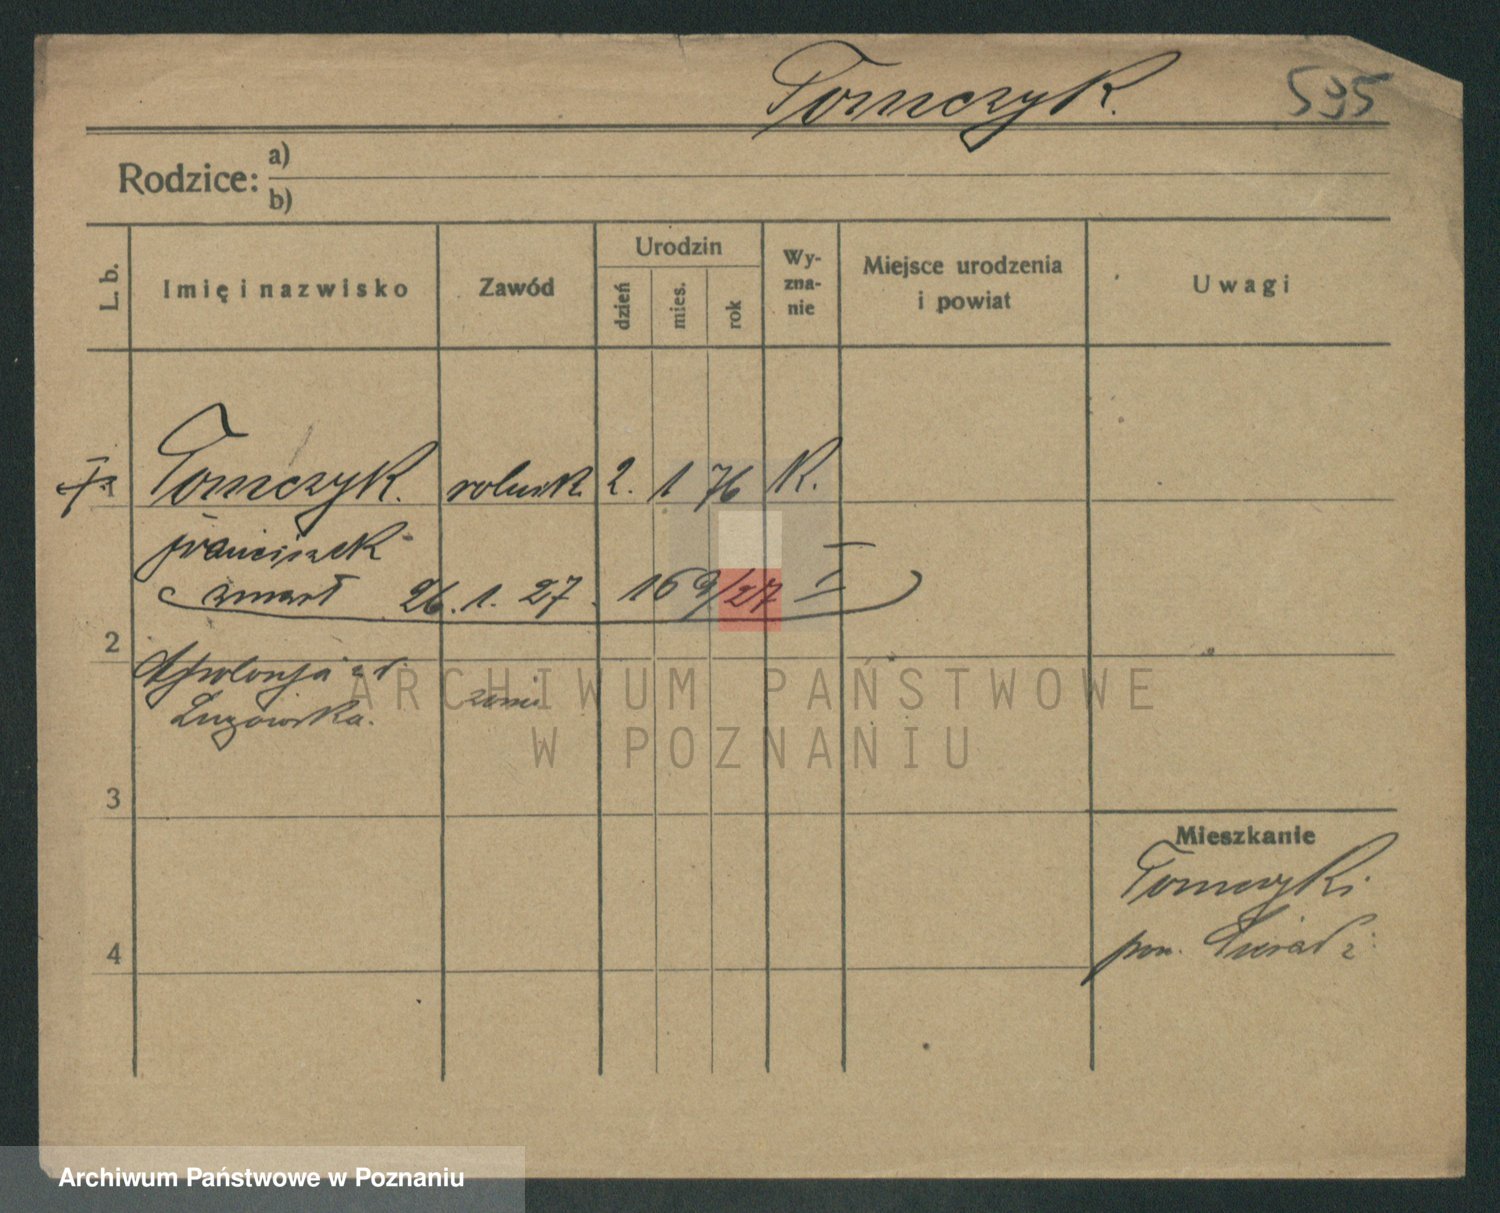 Tomczyk. 595
Rodzice: a)
b)
L. b. Imię i nazwisko Zawód Urodzin dzień mies. rok Wy-zna-nie Miejsce urodzenia i powiat Uwagi
1 Tomczyk. rolnik 2. 1 76 K.
Franciszek
zmarł 26. 1. 27. 169/27 I
2
Apolonja zd.
3
Mieszkanie
Tomczyki
pow. Sieradz
4
ARCHIWUM PAŃSTWOWE
W POZNANIU
Archiwum Państwowe w Poznaniu